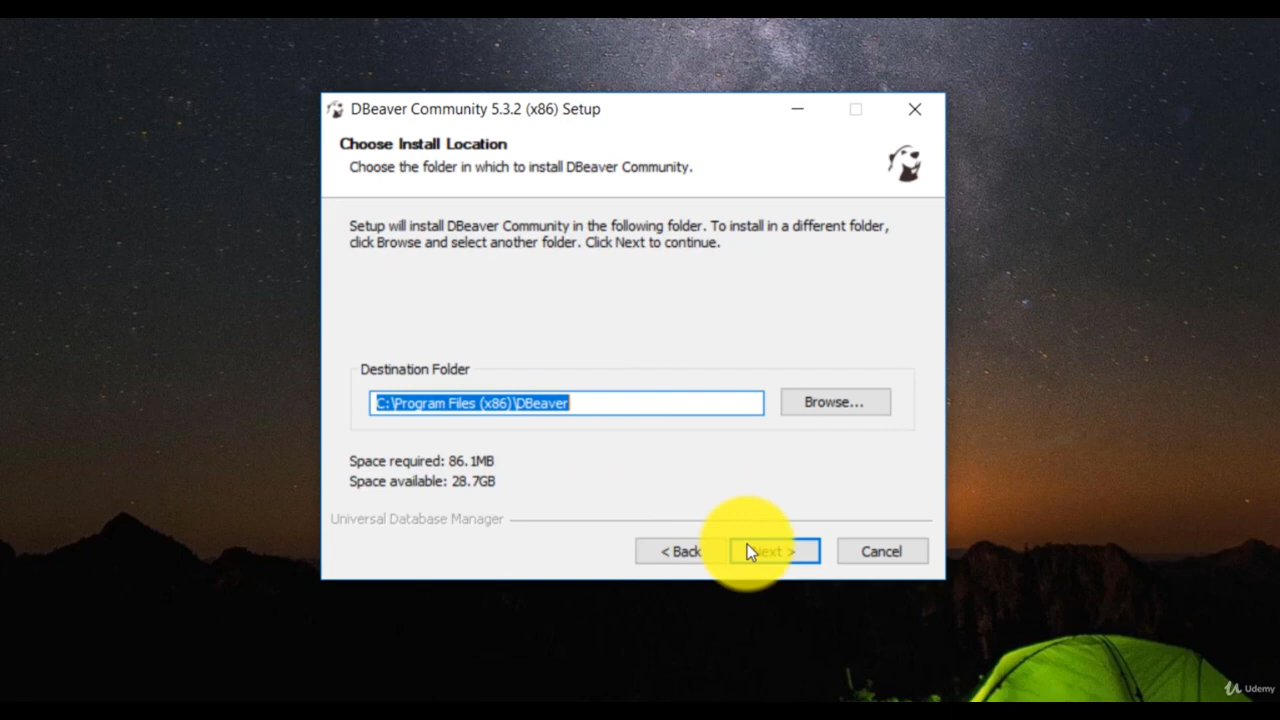 DBeaver Community 5.3.2 (x86) Setup
Choose Install Location
Choose the folder in which to install DBeaver Community.
Setup will install DBeaver Community in the following folder. To install in a different folder,
click Browse and select another folder. Click Next to continue.
Destination Folder
C:\Program Files (x86)\DBeaver
Browse...
Space required: 86.1MB
Space available: 28.7GB
Universal Database Manager
< Back
Next >
Cancel
Udemy